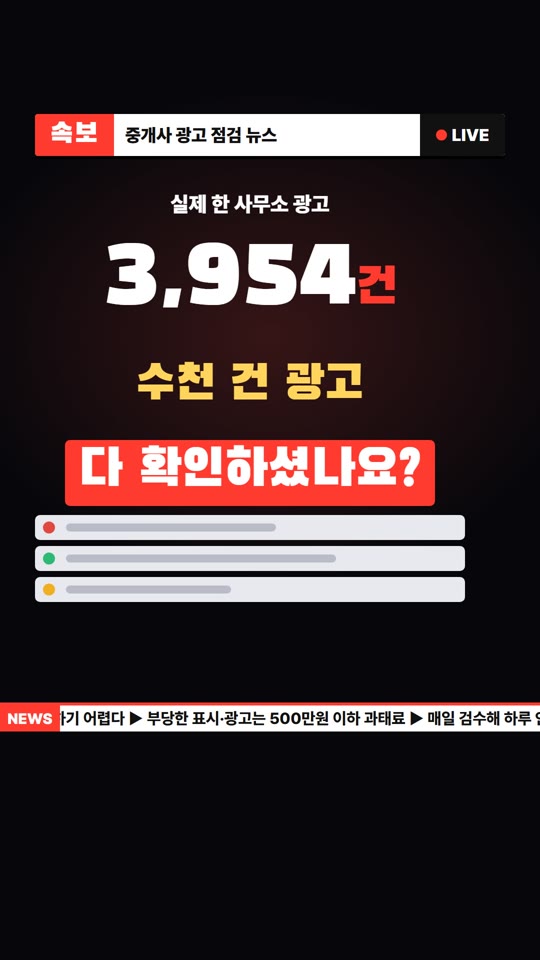 속보 중개사 광고 점검 뉴스 LIVE
실제 한 사무소 광고
3,954건
수천 건 광고
다 확인하셨나요?
NEWS 기 어렵다 ▶ 부당한 표시·광고는 500만원 이하 과태료 ▶ 매일 검수해 하루